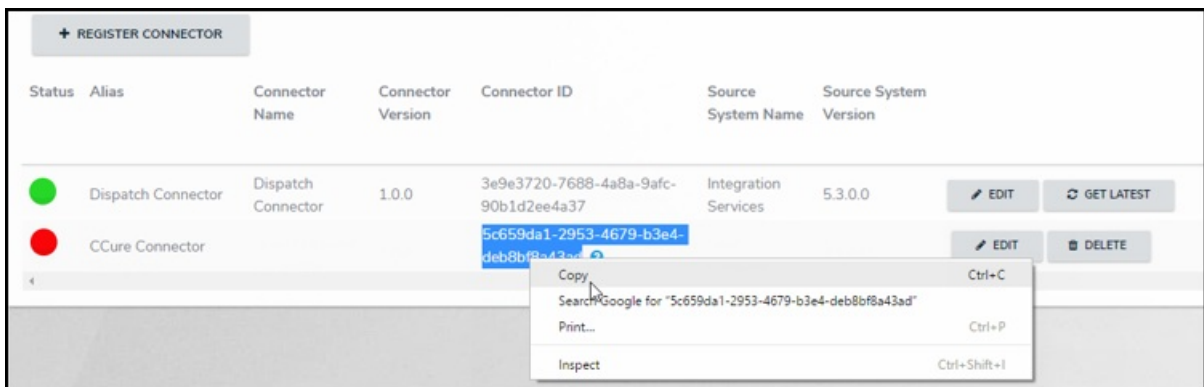 + REGISTER CONNECTOR
Status Alias Connector Name Connector Version Connector ID Source System Name Source System Version
Dispatch Connector Dispatch Connector 1.0.0 3e9e3720-7688-4a8a-9afc-90b1d2ee4a37 Integration Services 5.3.0.0 EDIT GET LATEST
CCure Connector 5c659da1-2953-4679-b3e4-deb8bf8a43ad ? EDIT DELETE
Copy Ctrl+C
Search Google for "5c659da1-2953-4679-b3e4-deb8bf8a43ad"
Print... Ctrl+P
Inspect Ctrl+Shift+I